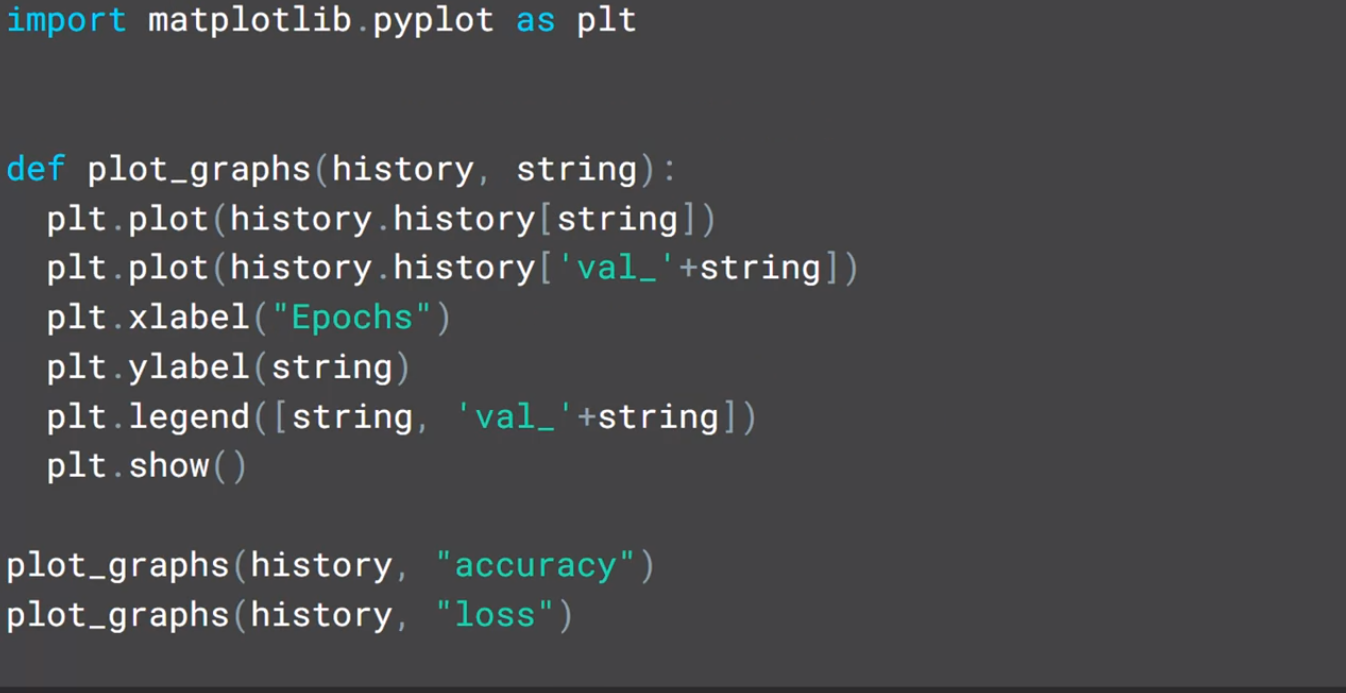 import matplotlib.pyplot as plt
def plot_graphs(history, string):
  plt.plot(history.history[string])
  plt.plot(history.history['val_'+string])
  plt.xlabel("Epochs")
  plt.ylabel(string)
  plt.legend([string, 'val_'+string])
  plt.show()
plot_graphs(history, "accuracy")
plot_graphs(history, "loss")